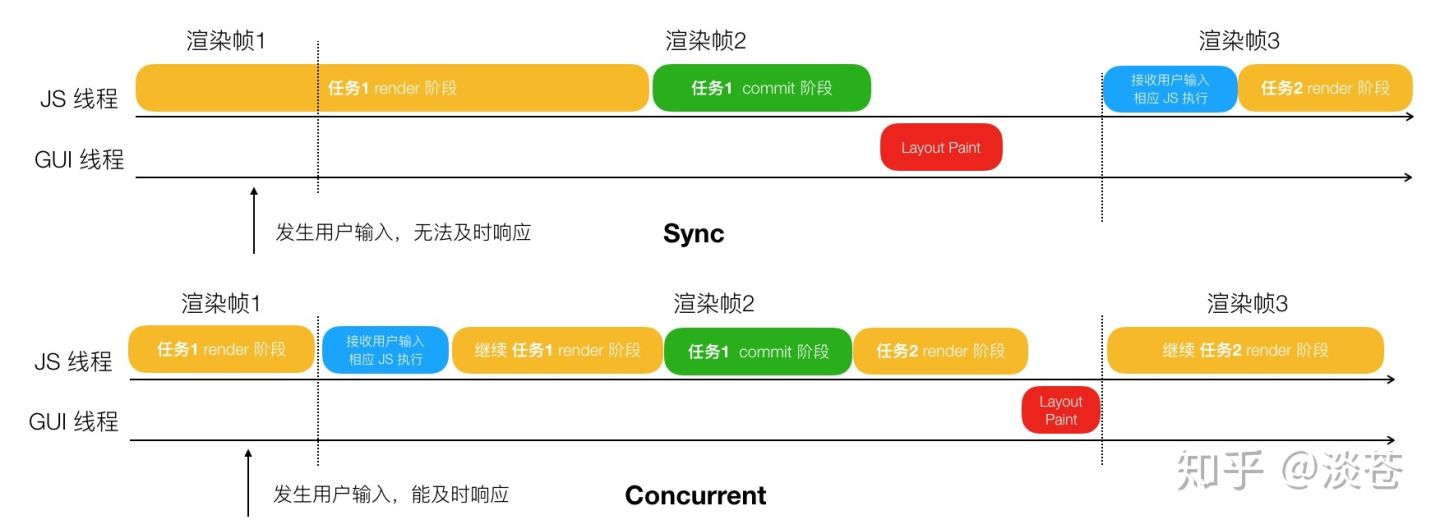 渲染帧1
渲染帧2
渲染帧3
JS 线程
任务1 render 阶段
任务1 commit 阶段
接收用户输入
相应 JS 执行
任务2 render 阶段
GUI 线程
Layout Paint
发生用户输入，无法及时响应
Sync
渲染帧1
渲染帧2
渲染帧3
JS 线程
任务1 render 阶段
接收用户输入
相应 JS 执行
继续 任务1 render 阶段
任务1 commit 阶段
任务2 render 阶段
继续 任务2 render 阶段
GUI 线程
Layout
Paint
发生用户输入，能及时响应
Concurrent
知乎 @淡苍